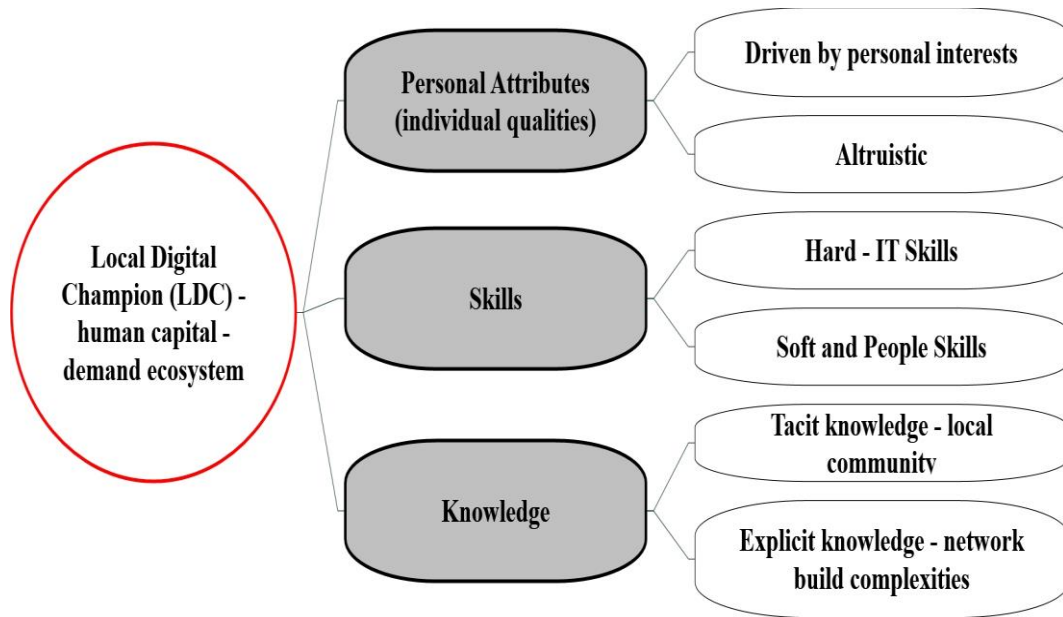 Local Digital
Champion (LDC) -
human capital -
demand ecosystem
Personal Attributes
(individual qualities)
Driven by personal interests
Altruistic
Skills
Hard - IT Skills
Soft and People Skills
Knowledge
Tacit knowledge - local
community
Explicit knowledge - network
build complexities